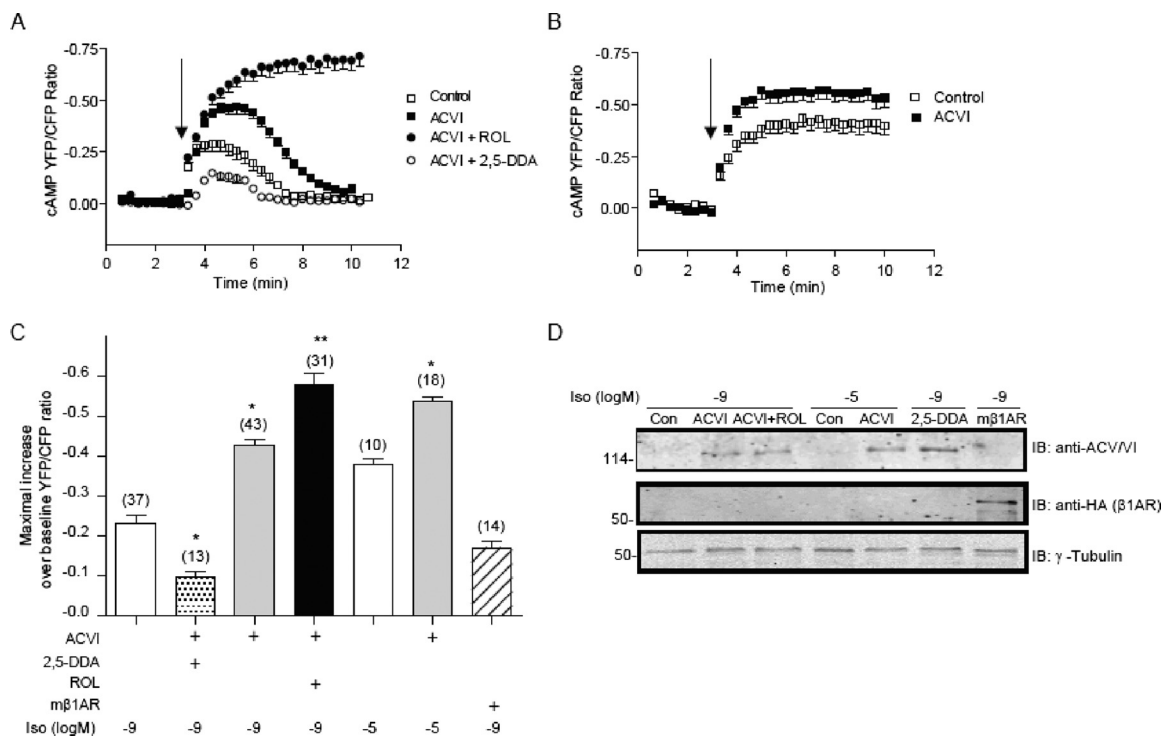 A
cAMP YFP/CFP Ratio
-0.75
-0.50
-0.25
0.00
0 2 4 6 8 10 12
Time (min)
Control
ACVI
ACVI + ROL
ACVI + 2,5-DDA
B
cAMP YFP/CFP Ratio
-0.75
-0.50
-0.25
-0.00
0 2 4 6 8 10 12
Time (min)
Control
ACVI
C
Maximal increase
over baseline YFP/CFP ratio
-0.6
-0.5
-0.4
-0.3
-0.2
-0.1
-0.0
(37)
*
(13)
*
(43)
**
(31)
(10)
*
(18)
(14)
ACVI + + + +
2,5-DDA +
ROL +
mβ1AR +
Iso (logM) -9 -9 -9 -9 -5 -5 -9
D
Iso (logM) -9 -5 -9 -9
Con ACVI ACVI+ROL Con ACVI 2,5-DDA mβ1AR
114- IB: anti-ACV/VI
50- IB: anti-HA (β1AR)
50- IB: γ-Tubulin